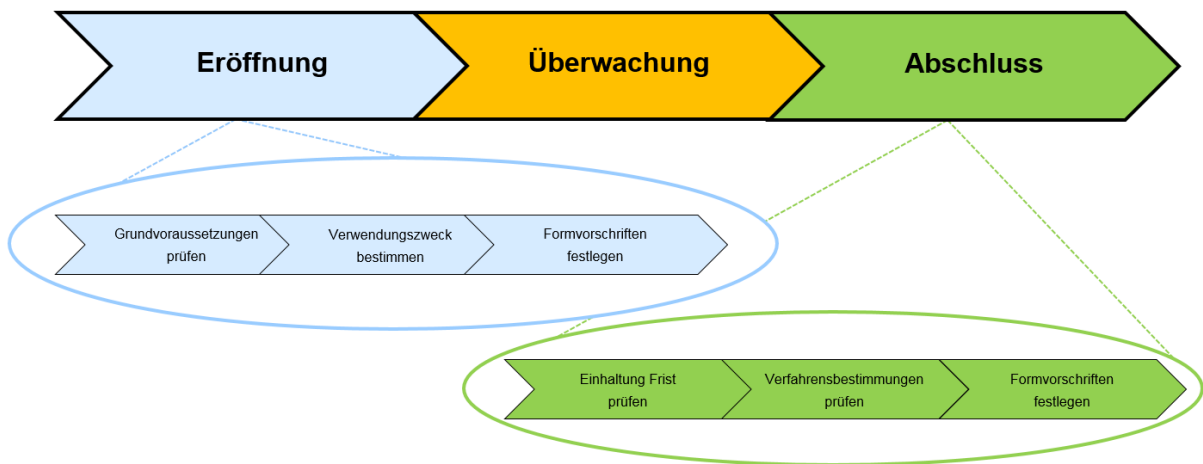 Eröffnung
Überwachung
Abschluss
Grundvoraussetzungen
prüfen
Verwendungszweck
bestimmen
Formvorschriften
festlegen
Einhaltung Frist
prüfen
Verfahrensbestimmungen
prüfen
Formvorschriften
festlegen